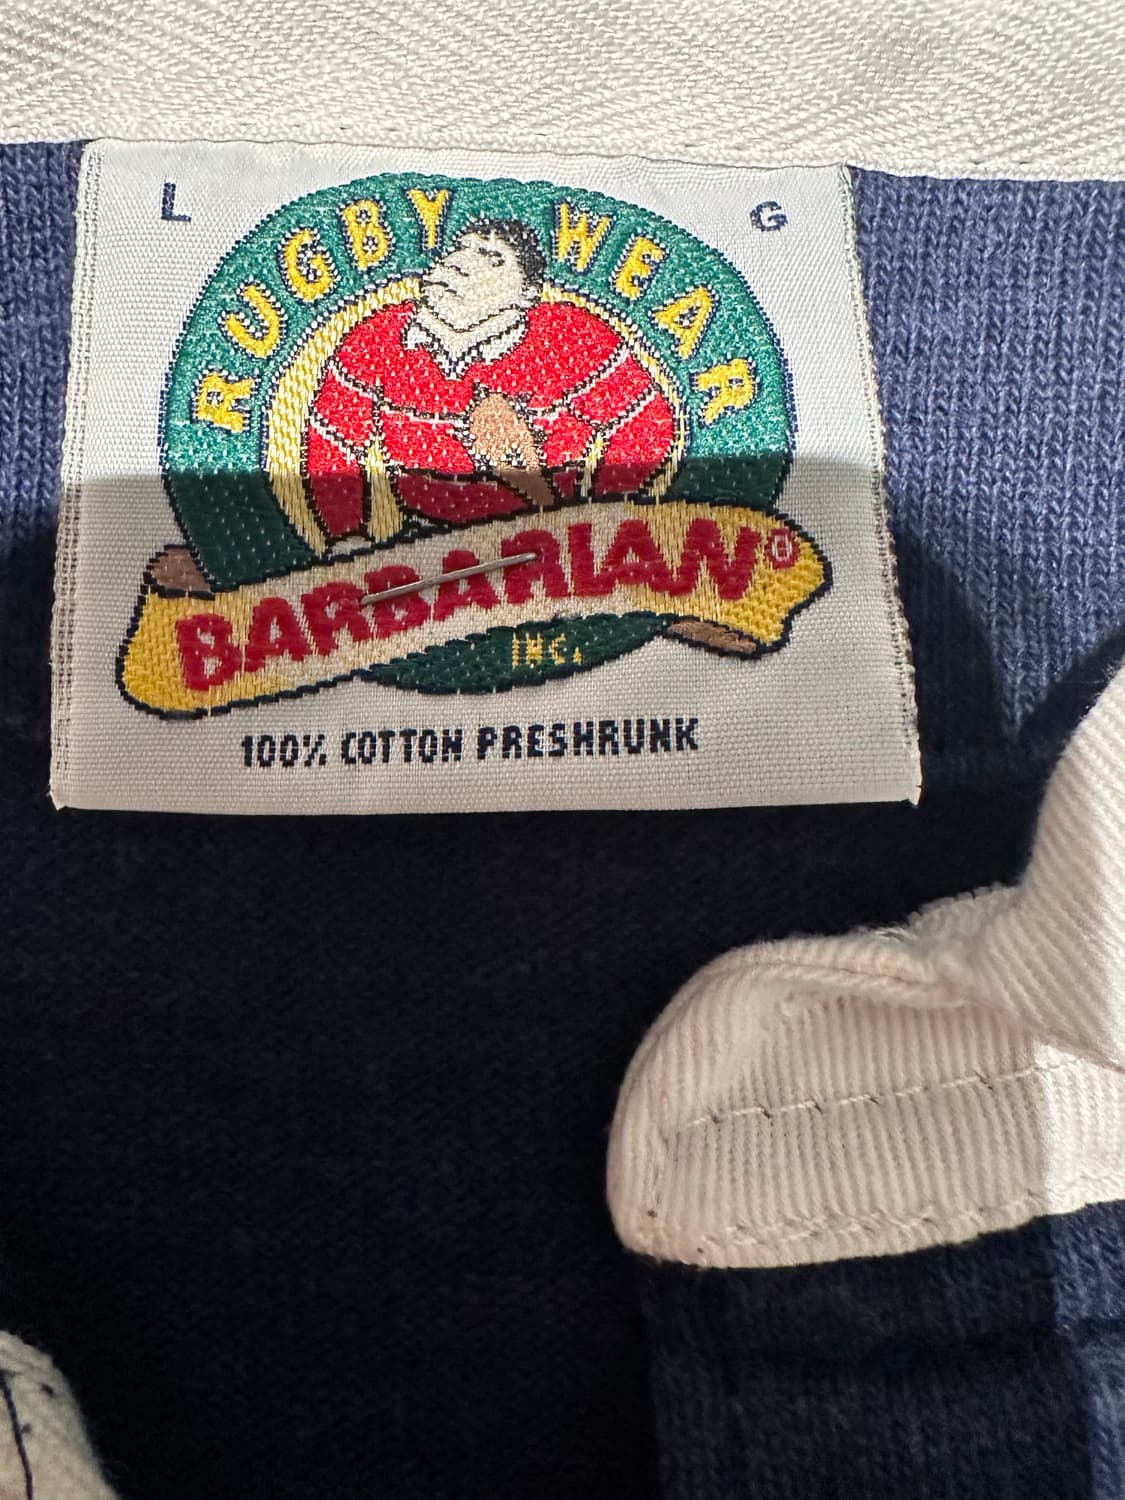 L G
RUGBY WEAR
BARBARIAN®
INC.
100% COTTON PRESHRUNK